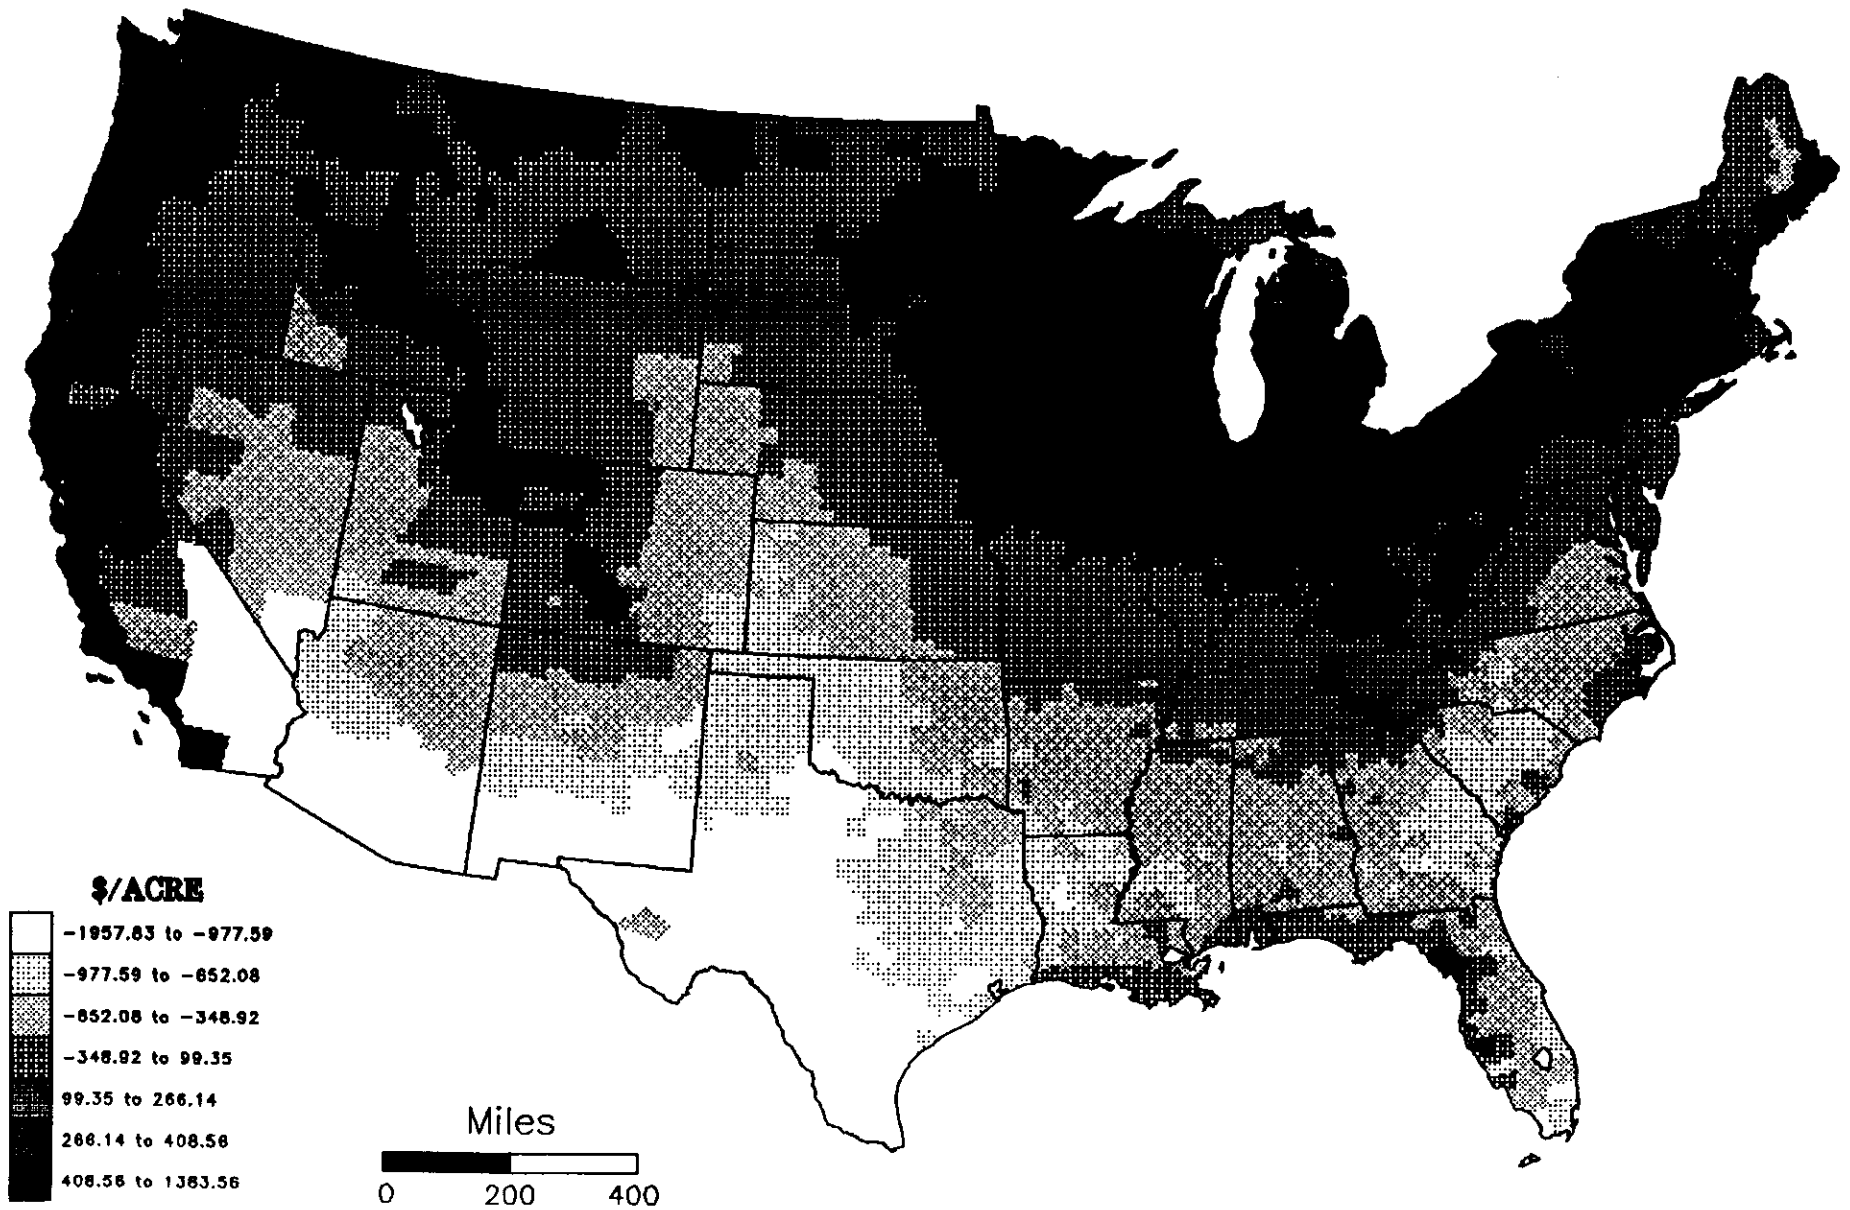 $/ACRE
-1957.83 to -977.59
-977.59 to -652.08
-652.08 to -348.92
-348.92 to 99.35
99.35 to 266.14
266.14 to 408.56
408.56 to 1383.56
Miles
0 200 400